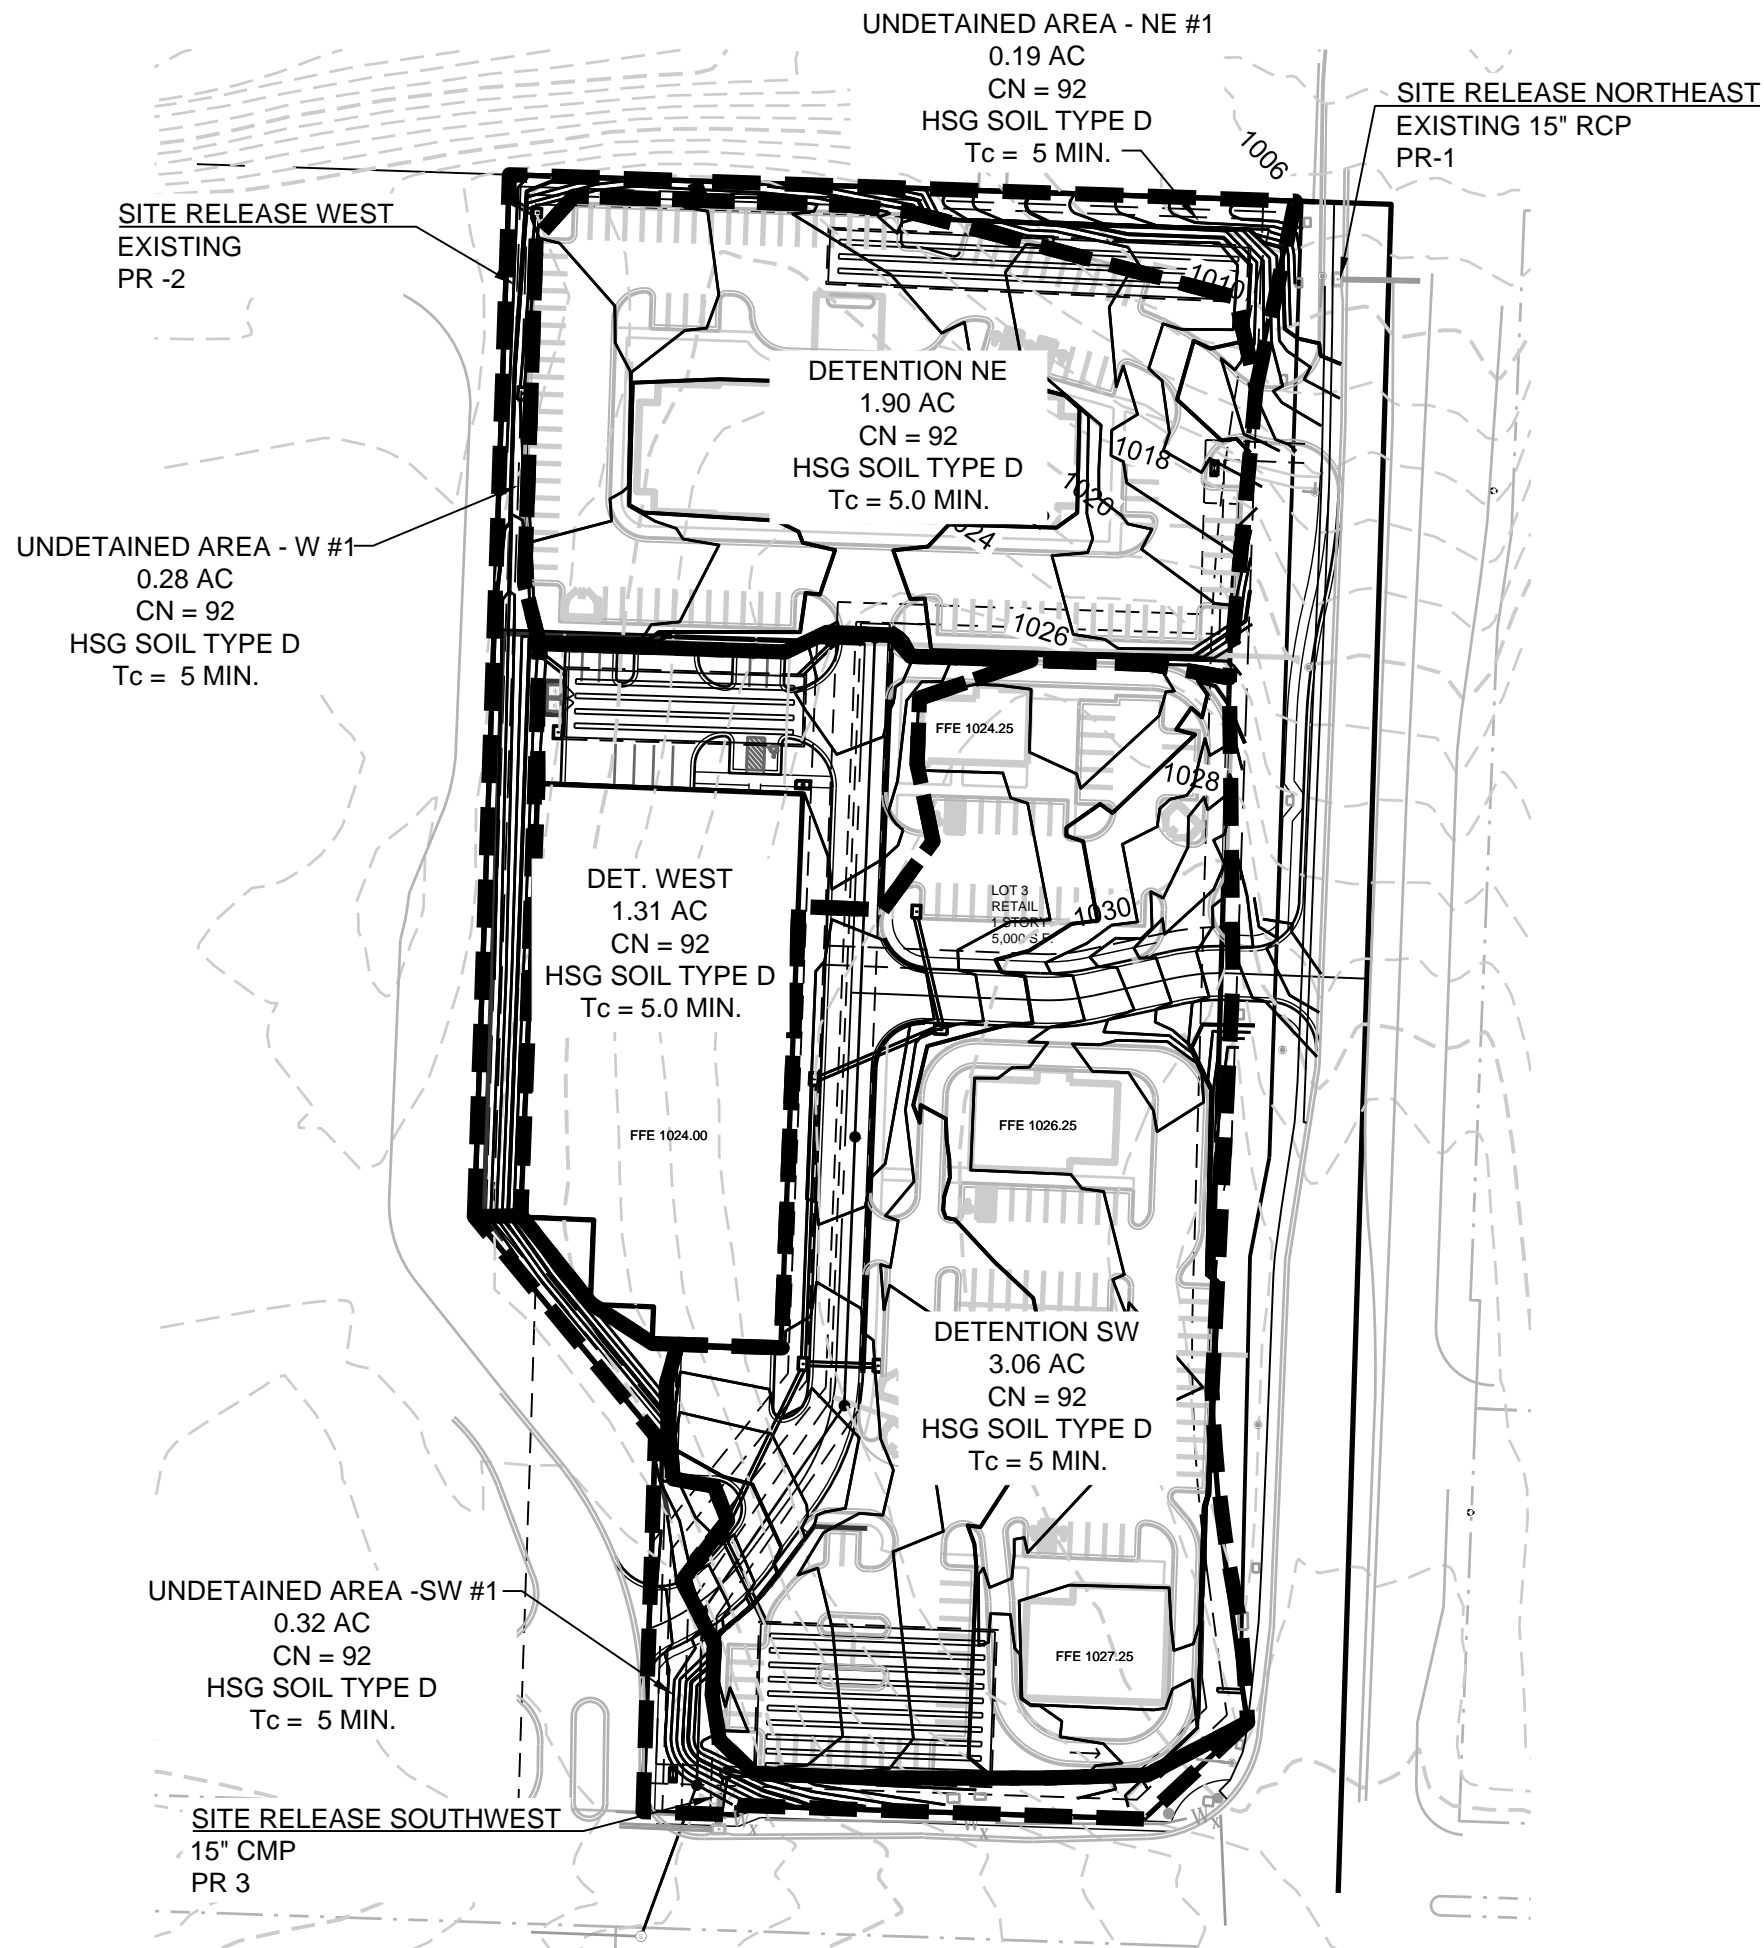 UNDETAINED AREA - NE #1
0.19 AC
CN = 92
HSG SOIL TYPE D
Tc =  5 MIN.
SITE RELEASE NORTHEAST
EXISTING 15" RCP
PR-1
1006
SITE RELEASE WEST
EXISTING
PR -2
1010
DETENTION NE
1.90 AC
CN = 92
HSG SOIL TYPE D
Tc = 5.0 MIN.
1018
1020
1026
UNDETAINED AREA - W #1
0.28 AC
CN = 92
HSG SOIL TYPE D
Tc =  5 MIN.
FFE 1024.25
1028
DET. WEST
1.31 AC
CN = 92
HSG SOIL TYPE D
Tc = 5.0 MIN.
LOT 3
RETAIL
1 STORY
5,000 S.F.
1030
FFE 1024.00
FFE 1026.25
DETENTION SW
3.06 AC
CN = 92
HSG SOIL TYPE D
Tc = 5 MIN.
UNDETAINED AREA -SW #1
0.32 AC
CN = 92
HSG SOIL TYPE D
Tc =  5 MIN.
FFE 1027.25
SITE RELEASE SOUTHWEST
15" CMP
PR 3